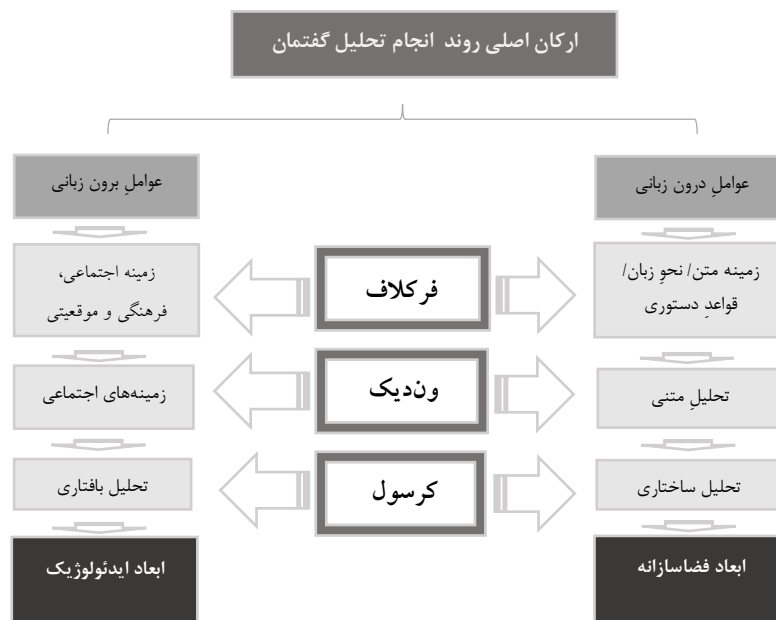 ارکان اصلی روند انجام تحلیل گفتمان
عواملِ درون زبانی
عواملِ برون زبانی
زمینه متن/ نحوِ زبان/
قواعدِ دستوری
فرکلاف
زمینه اجتماعی،
فرهنگی و موقعیتی
تحلیلِ متنی
ون‌دیک
زمینه‌های اجتماعی
تحلیل ساختاری
کرسول
تحلیل بافتاری
ابعاد فضاسازانه
ابعاد ایدئولوژیک